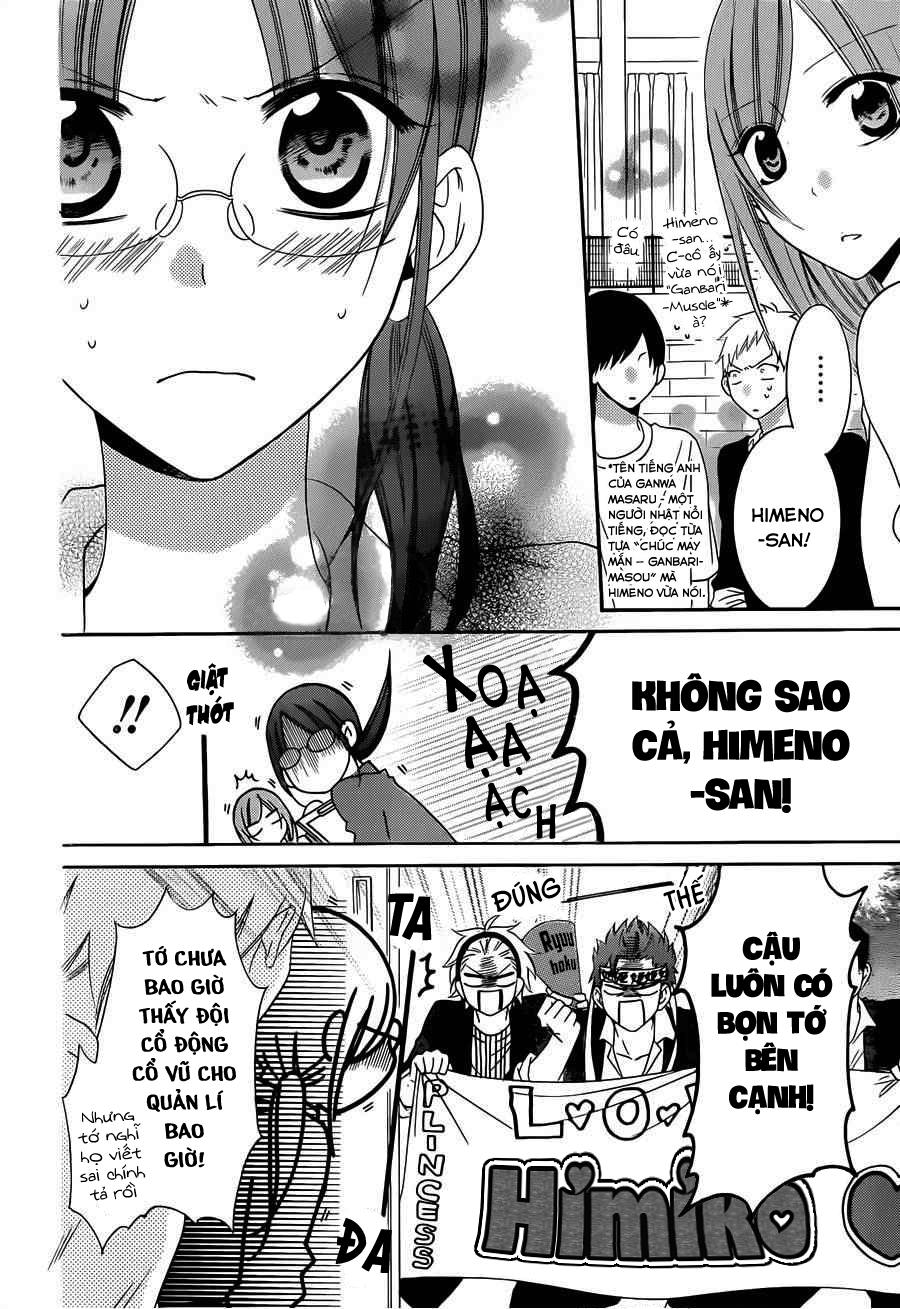 Himeno
-san...
C-cô ấy
vừa nói
"Ganbari
-Muscle"*
à?
Có
đâu
........
HIMENO
-SAN!
*TÊN TIẾNG ANH
CỦA GANWA
MASARU - MỘT
NGƯỜI NHẬT NỔI
TIẾNG, ĐỌC TỪA
TỰA "CHÚC MAY
MẮN – GANBARI-
MASOU" MÀ
HIMENO VỪA NÓI.
KHÔNG SAO
CẢ, HIMENO
-SAN!
XOẠ
ẠẠ
ẠCH
GIẬT
THÓT
!!
CẬU
LUÔN CÓ
BỌN TỚ
BÊN
CẠNH!
ĐÚNG
THẾ
Ryuu
hoku
L♥O♥
PLINCESS
Himiko
TA
ĐA
TỚ CHƯA
BAO GIỜ
THẤY ĐỘI
CỔ ĐỘNG
CỔ VŨ CHO
QUẢN LÍ
BAO
GIỜ!
Nhưng
tớ nghĩ
họ viết
sai chính
tả rồi